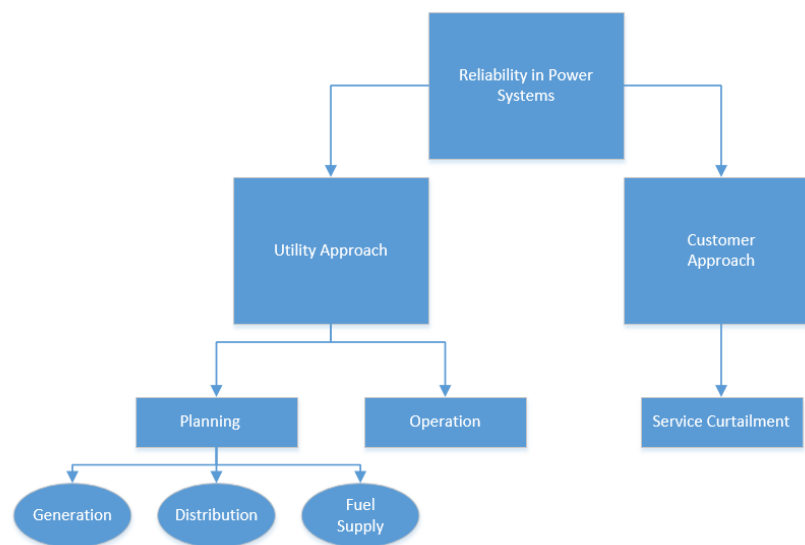 Reliability in Power
Systems
Utility Approach
Customer
Approach
Planning
Operation
Service Curtailment
Generation
Distribution
Fuel
Supply